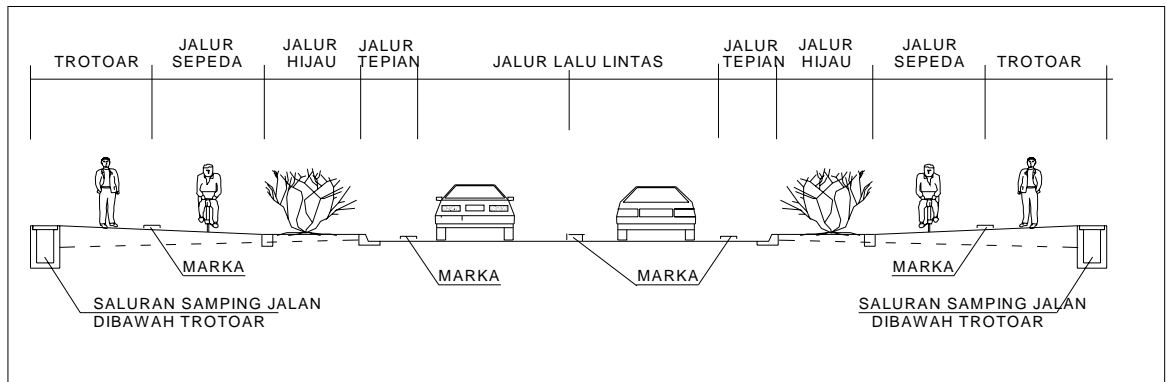 TROTOAR
JALUR
SEPEDA
JALUR
HIJAU
JALUR
TEPIAN
JALUR LALU LINTAS
JALUR
TEPIAN
JALUR
HIJAU
JALUR
SEPEDA
TROTOAR
MARKA
MARKA
MARKA
MARKA
SALURAN SAMPING JALAN
DIBAWAH TROTOAR
SALURAN SAMPING JALAN
DIBAWAH TROTOAR